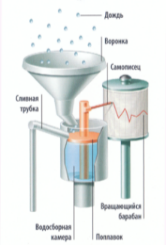 Дождь
Воронка
Самописец
Сливная
трубка
Вращающийся
барабан
Водосборная
камера
Поплавок